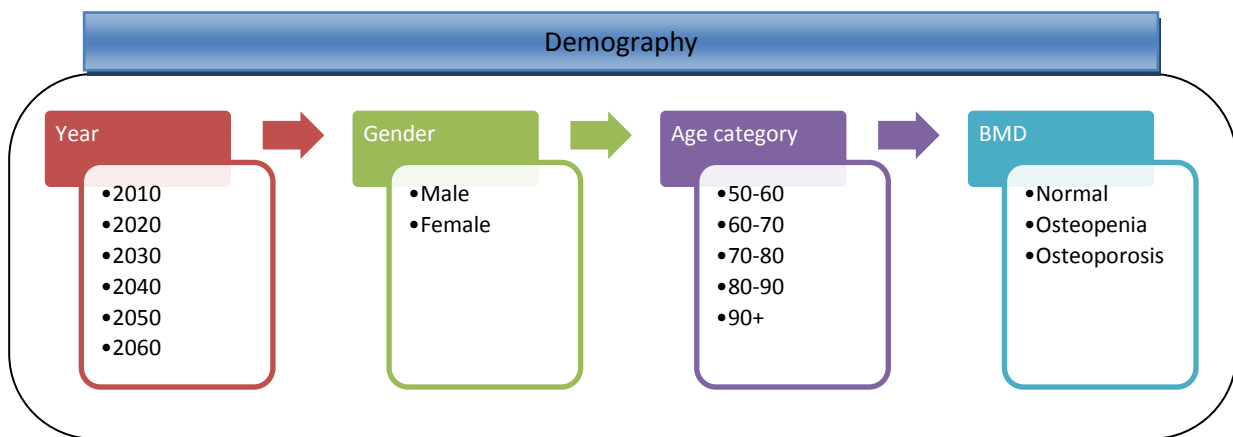 Demography
Year
•2010
•2020
•2030
•2040
•2050
•2060
Gender
•Male
•Female
Age category
•50-60
•60-70
•70-80
•80-90
•90+
BMD
•Normal
•Osteopenia
•Osteoporosis